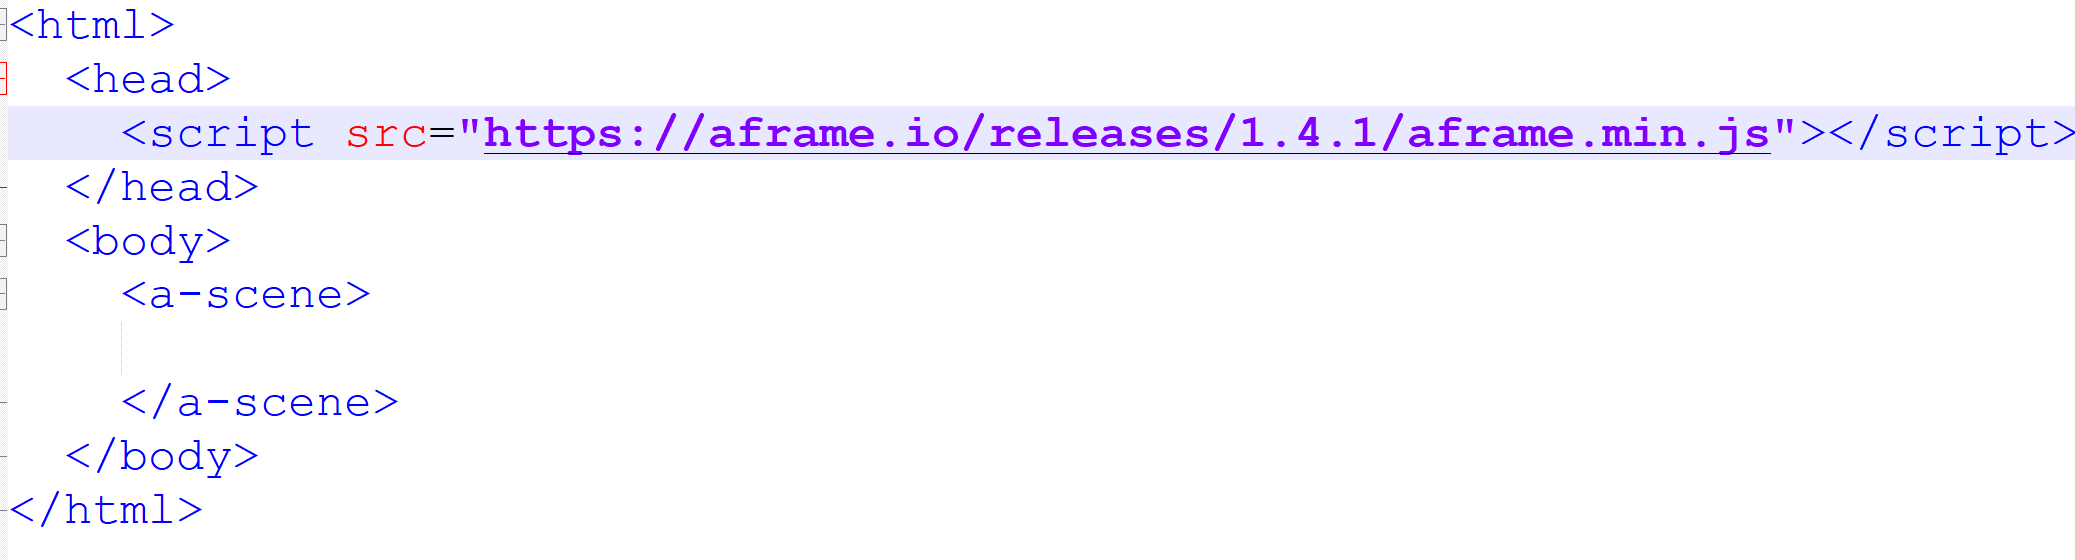 <html>
<head>
<script src="https://aframe.io/releases/1.4.1/aframe.min.js"></script>
</head>
<body>
<a-scene>
</a-scene>
</body>
</html>